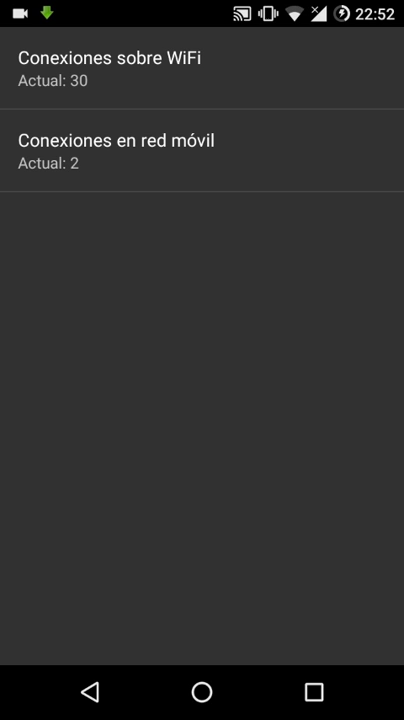 22:52
Conexiones sobre WiFi
Actual: 30
Conexiones en red móvil
Actual: 2